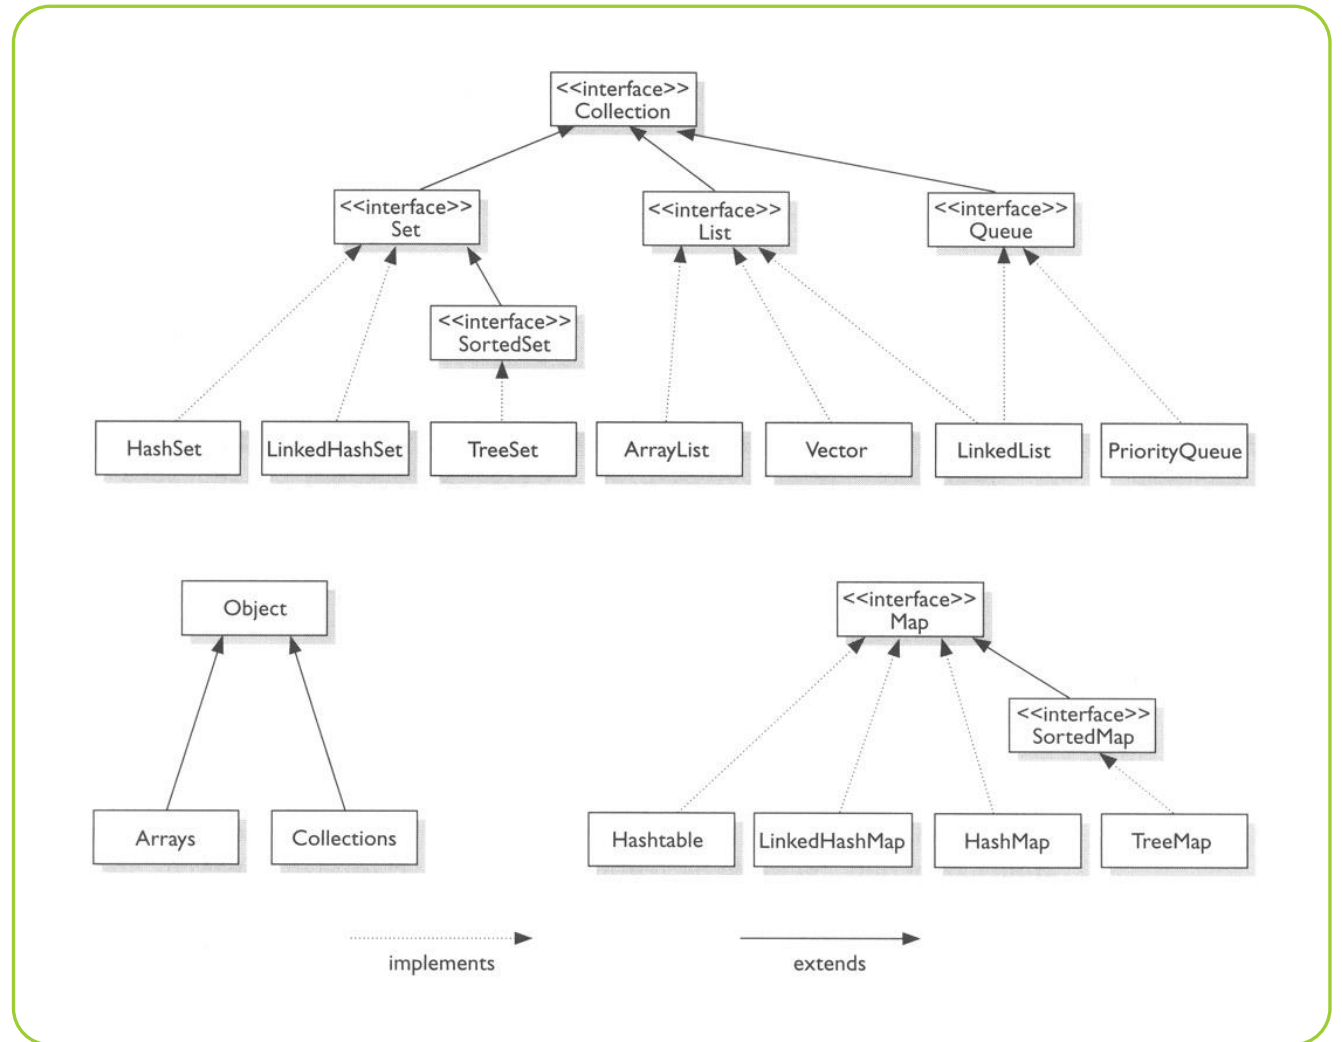 <<interface>>
Collection
<<interface>>
Set
<<interface>>
List
<<interface>>
Queue
<<interface>>
SortedSet
HashSet
LinkedHashSet
TreeSet
ArrayList
Vector
LinkedList
PriorityQueue
Object
<<interface>>
Map
<<interface>>
SortedMap
Arrays
Collections
Hashtable
LinkedHashMap
HashMap
TreeMap
implements
extends